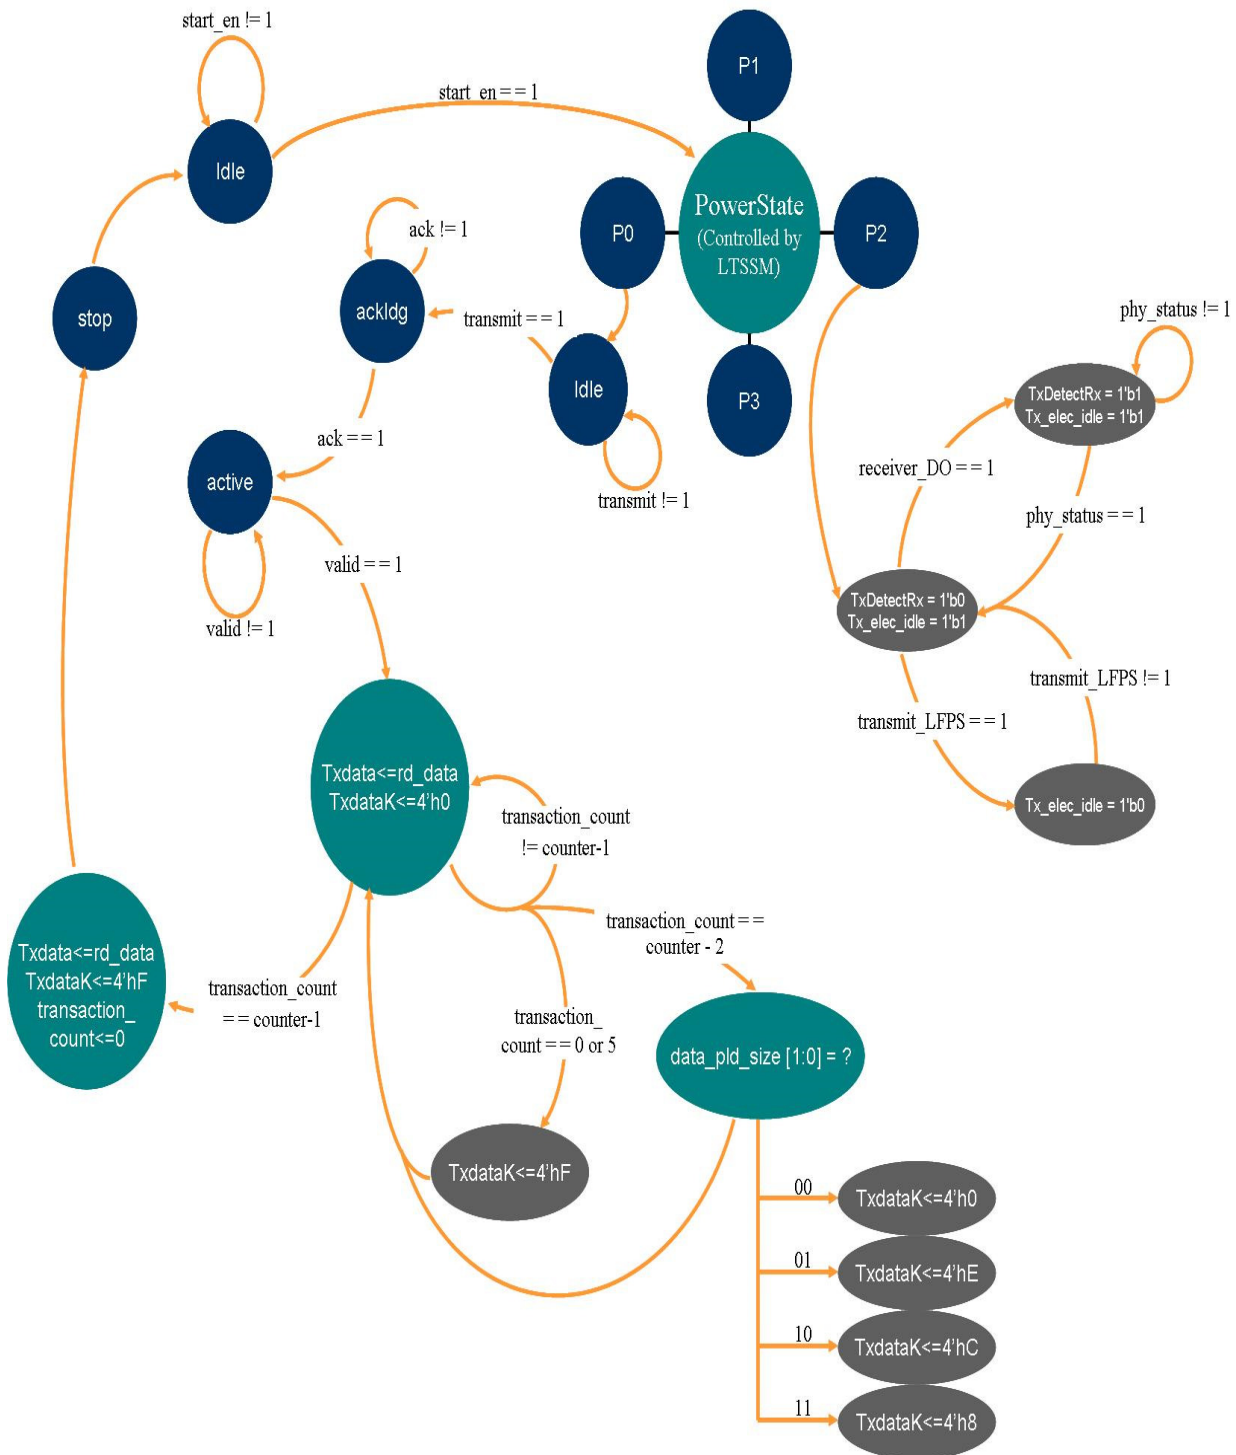 start_en != 1
Idle
start_en = = 1
P1
PowerState
(Controlled by
LTSSM)
P0
P2
P3
stop
ack != 1
ackldg
transmit = = 1
Idle
transmit != 1
ack = = 1
active
valid != 1
valid = = 1
phy_status != 1
TxDetectRx = 1'b1
Tx_elec_idle = 1'b1
receiver_DO = = 1
phy_status = = 1
TxDetectRx = 1'b0
Tx_elec_idle = 1'b1
transmit_LFPS != 1
transmit_LFPS = = 1
Tx_elec_idle = 1'b0
Txdata<=rd_data
TxdataK<=4'h0
transaction_count
!= counter-1
transaction_count = =
counter - 2
transaction_
count = = 0 or 5
transaction_count
= = counter-1
Txdata<=rd_data
TxdataK<=4'hF
transaction_
count<=0
data_pld_size [1:0] = ?
TxdataK<=4'hF
00
TxdataK<=4'h0
01
TxdataK<=4'hE
10
TxdataK<=4'hC
11
TxdataK<=4'h8